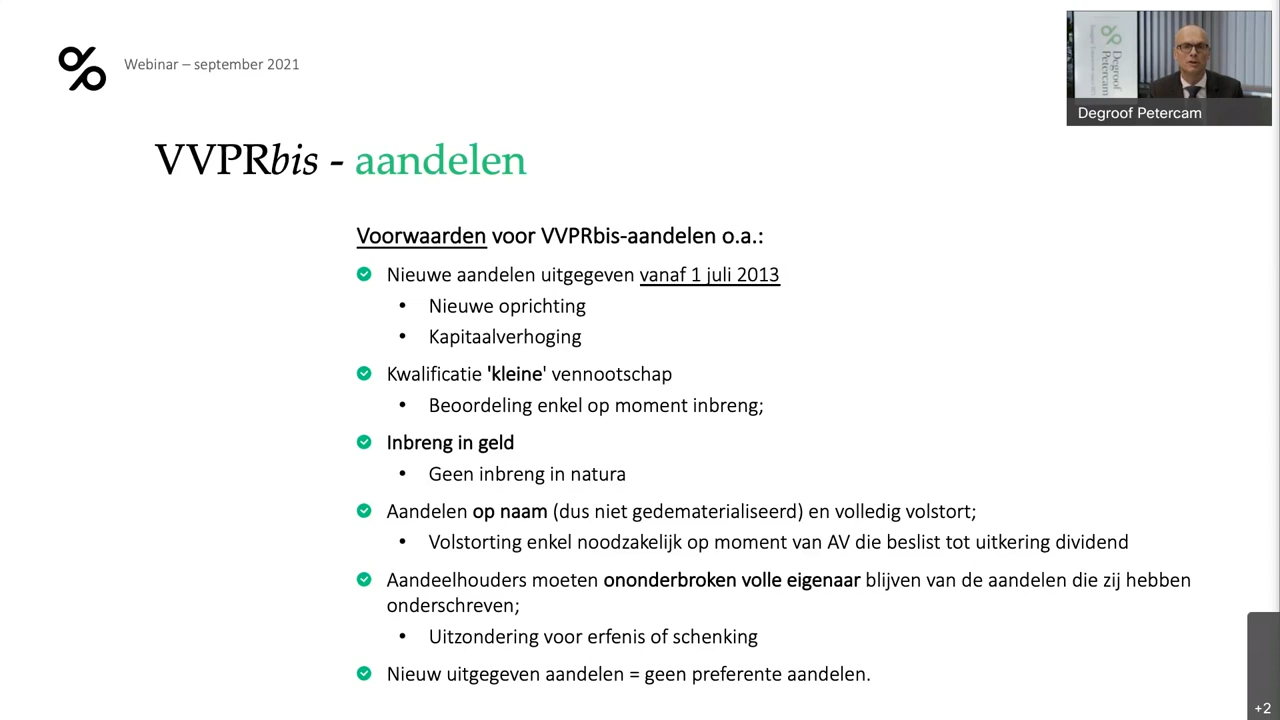 Webinar – september 2021
Degroof
Petercam
Degroof Petercam
VVPRbis - aandelen
Voorwaarden voor VVPRbis-aandelen o.a.:
Nieuwe aandelen uitgegeven vanaf 1 juli 2013
• Nieuwe oprichting
• Kapitaalverhoging
Kwalificatie 'kleine' vennootschap
• Beoordeling enkel op moment inbreng;
Inbreng in geld
• Geen inbreng in natura
Aandelen op naam (dus niet gedematerialiseerd) en volledig volstort;
• Volstorting enkel noodzakelijk op moment van AV die beslist tot uitkering dividend
Aandeelhouders moeten ononderbroken volle eigenaar blijven van de aandelen die zij hebben
onderschreven;
• Uitzondering voor erfenis of schenking
Nieuw uitgegeven aandelen = geen preferente aandelen.
+2